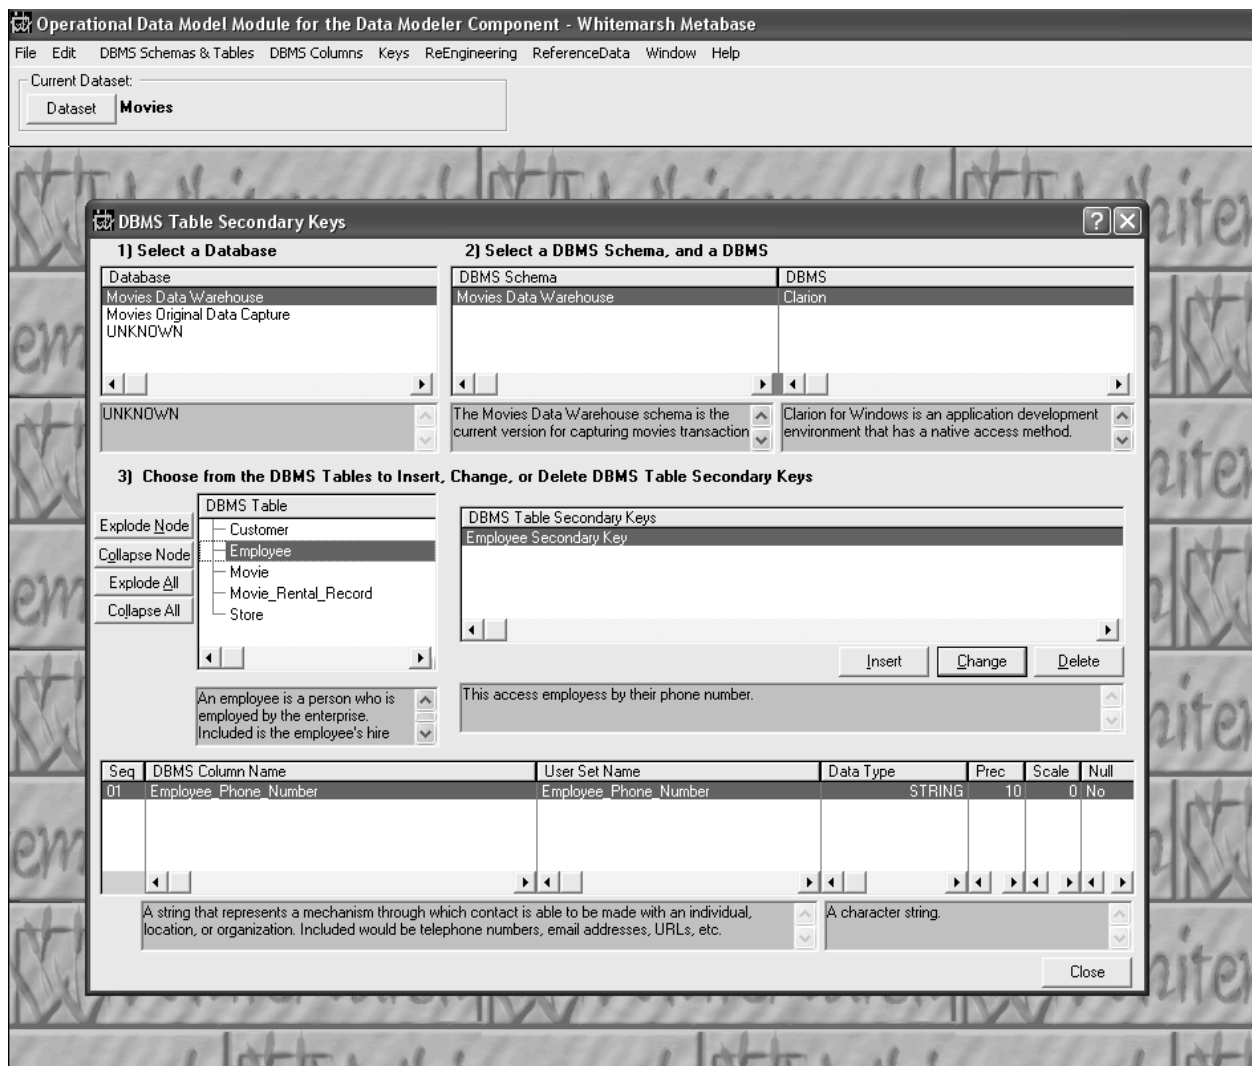 Operational Data Model Module for the Data Modeler Component - Whitemarsh Metabase
File Edit DBMS Schemas & Tables DBMS Columns Keys ReEngineering ReferenceData Window Help
Current Dataset:
Dataset Movies
DBMS Table Secondary Keys
1) Select a Database
2) Select a DBMS Schema, and a DBMS
Database
Movies Data Warehouse
Movies Original Data Capture
UNKNOWN
DBMS Schema DBMS
Movies Data Warehouse Clarion
UNKNOWN
The Movies Data Warehouse schema is the
current version for capturing movies transaction
Clarion for Windows is an application development
environment that has a native access method.
3) Choose from the DBMS Tables to Insert, Change, or Delete DBMS Table Secondary Keys
Explode Node
Collapse Node
Explode All
Collapse All
DBMS Table
Customer
Employee
Movie
Movie_Rental_Record
Store
DBMS Table Secondary Keys
Employee Secondary Key
Insert Change Delete
An employee is a person who is
employed by the enterprise.
Included is the employee's hire
This access employess by their phone number.
Seq DBMS Column Name User Set Name Data Type Prec Scale Null
01 Employee_Phone_Number Employee_Phone_Number STRING 10 0 No
A string that represents a mechanism through which contact is able to be made with an individual,
location, or organization. Included would be telephone numbers, email addresses, URLs, etc.
A character string.
Close